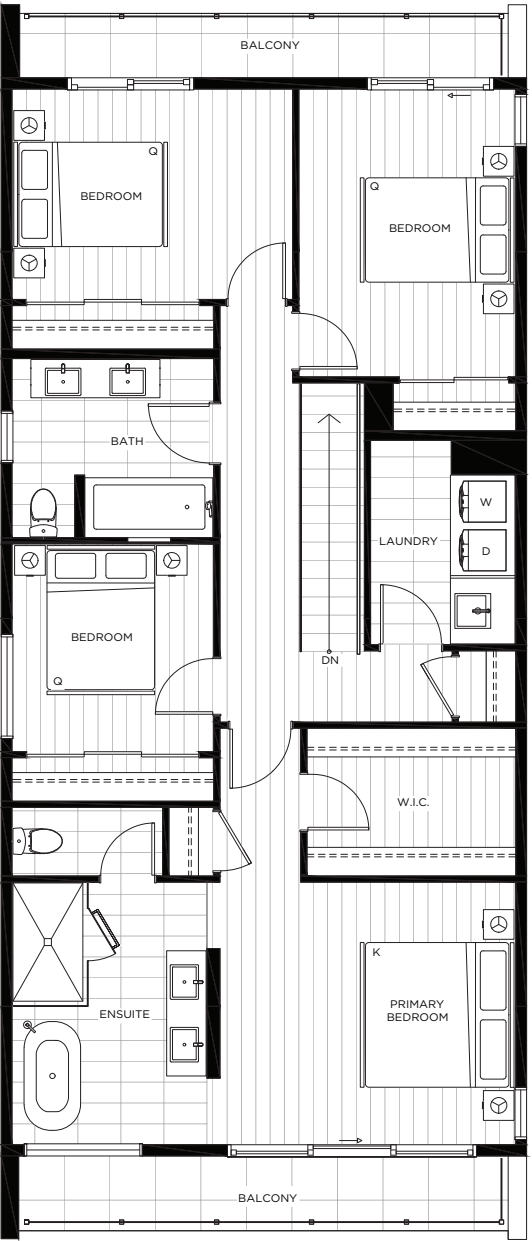 BALCONY
Q
BEDROOM
Q
BEDROOM
BATH
W
LAUNDRY
D
BEDROOM
Q
DN
W.I.C.
K
PRIMARY
BEDROOM
ENSUITE
BALCONY